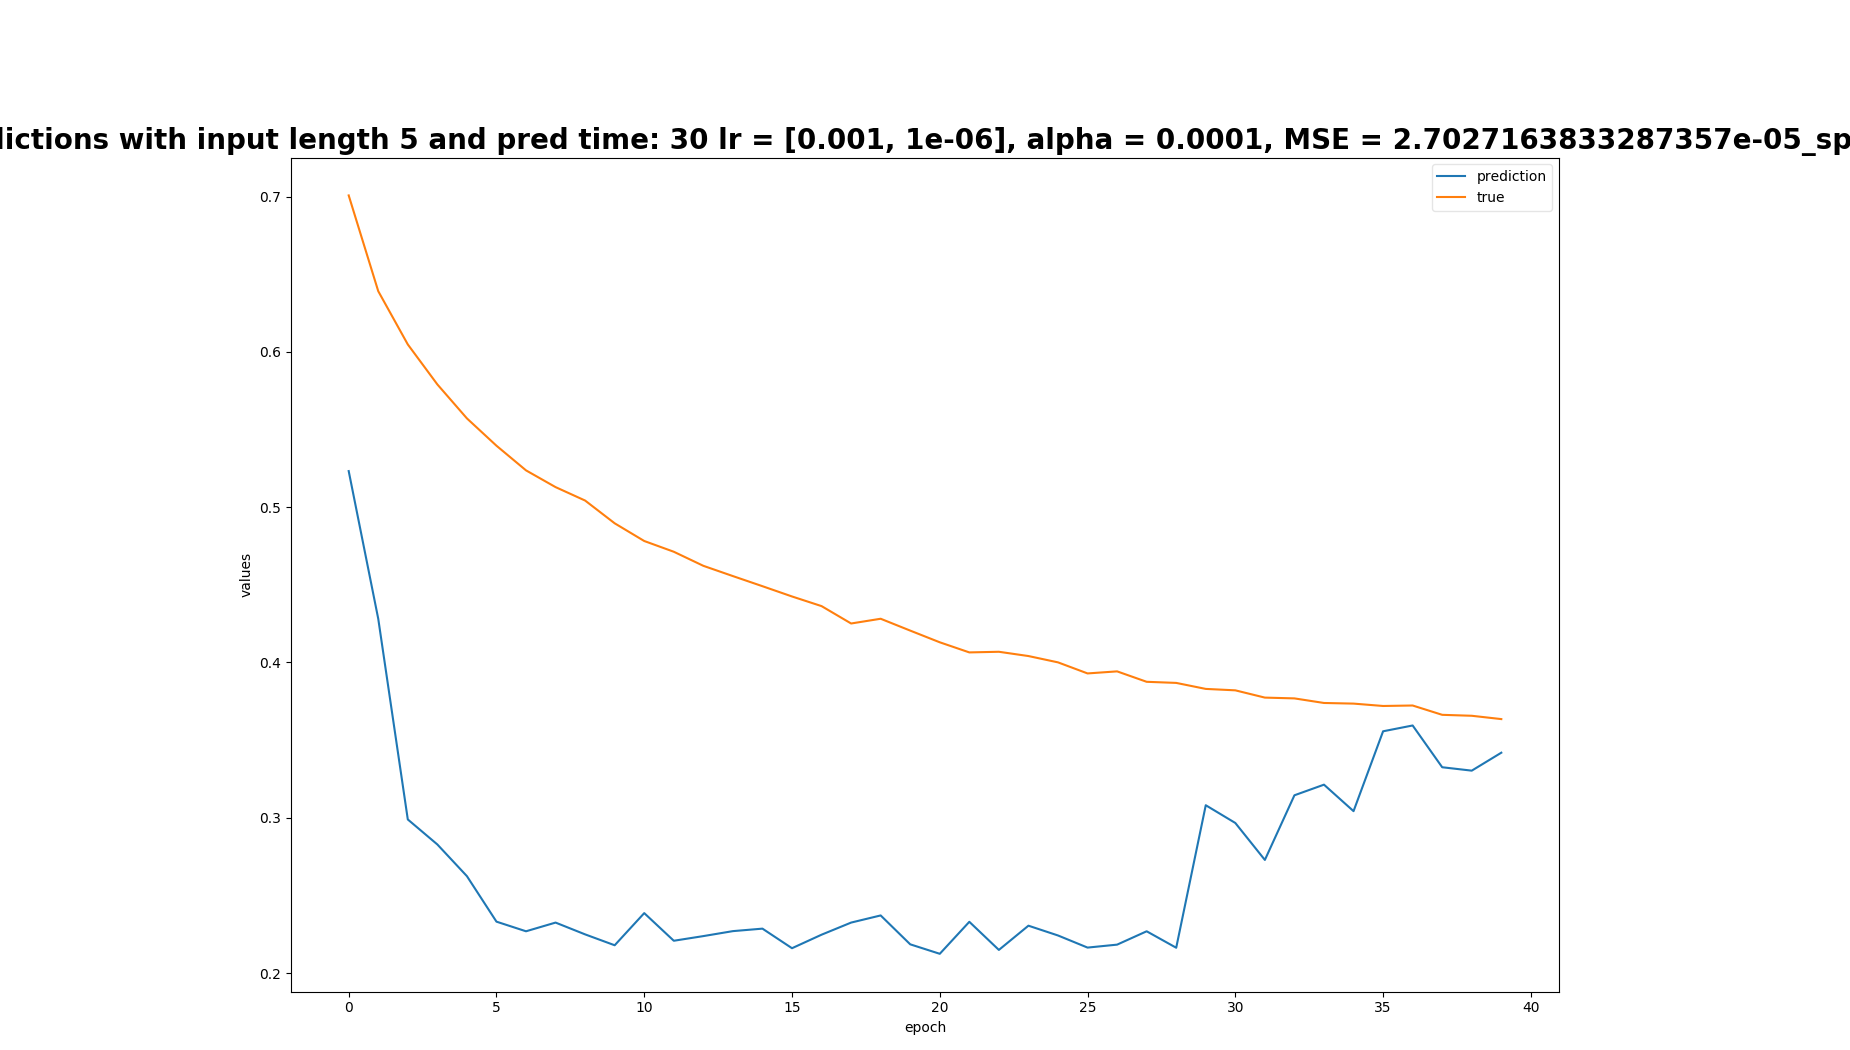 dictions with input length 5 and pred time: 30 lr = [0.001, 1e-06], alpha = 0.0001, MSE = 2.7027163833287357e-05_sp
prediction
true
0.7
0.6
0.5
0.4
0.3
0.2
values
0 5 10 15 20 25 30 35 40
epoch